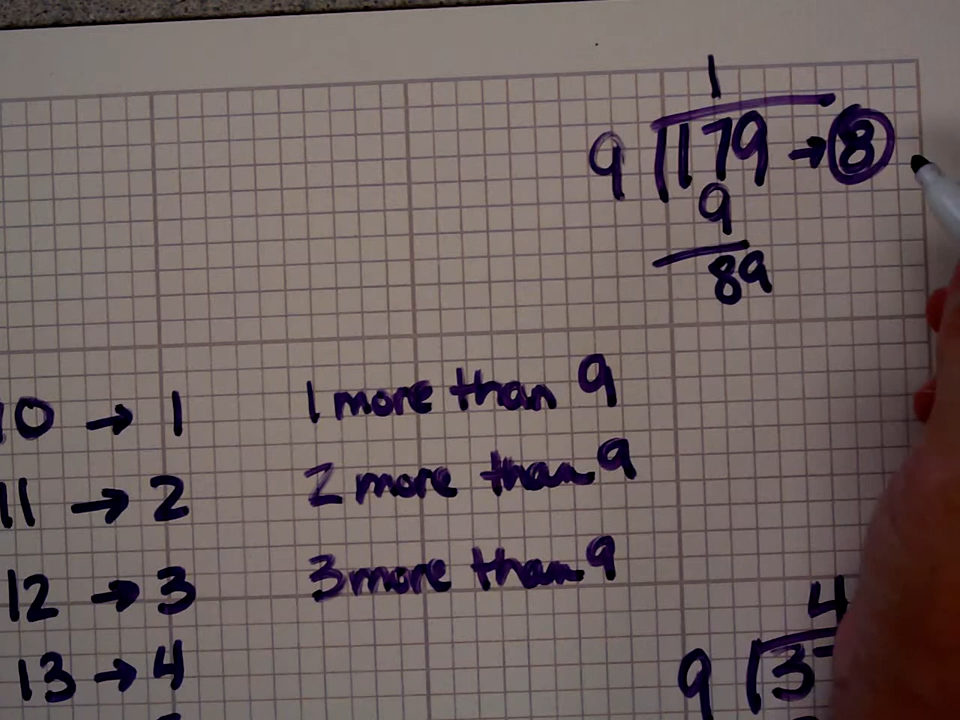 1
9 179 → 8
9
89
10 → 1 1 more than 9
11 → 2 2 more than 9
12 → 3 3 more than 9
13 → 4
4
9 3